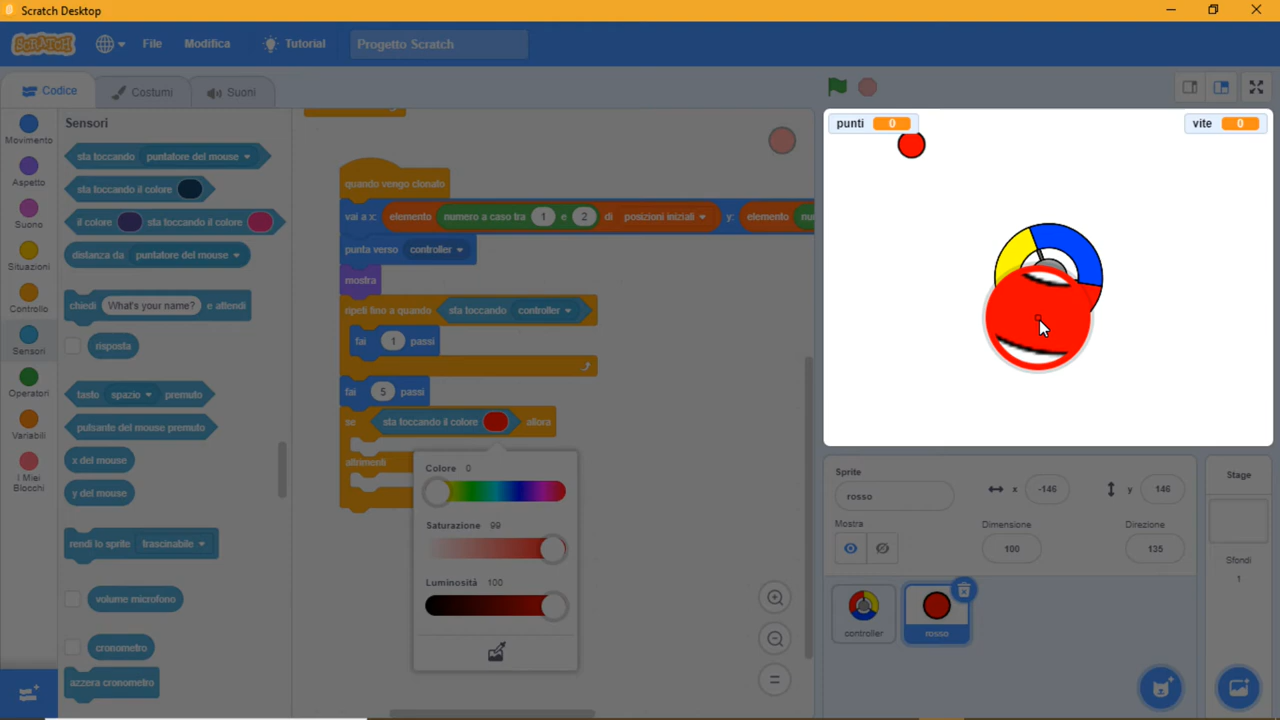 Scratch Desktop
SCRATCH
File
Modifica
Tutorial
Progetto Scratch
Codice
Costumi
Suoni
Movimento
Aspetto
Suono
Situazioni
Controllo
Sensori
Operatori
Variabili
I Miei
Blocchi
Sensori
sta toccando puntatore del mouse
sta toccando il colore
il colore sta toccando il colore
distanza da puntatore del mouse
chiedi What's your name? e attendi
risposta
tasto spazio premuto
pulsante del mouse premuto
x del mouse
y del mouse
rendi lo sprite trascinabile
volume microfono
cronometro
azzera cronometro
quando vengo clonato
vai a x: elemento numero a caso tra 1 e 2 di posizioni iniziali y: elemento
punta verso controller
mostra
ripeti fino a quando sta toccando controller
fai 1 passi
fai 5 passi
se sta toccando il colore allora
altrimenti
Colore 0
Saturazione 99
Luminosità 100
punti 0
vite 0
Sprite
rosso
x -146
y 146
Mostra
Dimensione
100
Direzione
135
controller
rosso
Stage
Sfondi
1